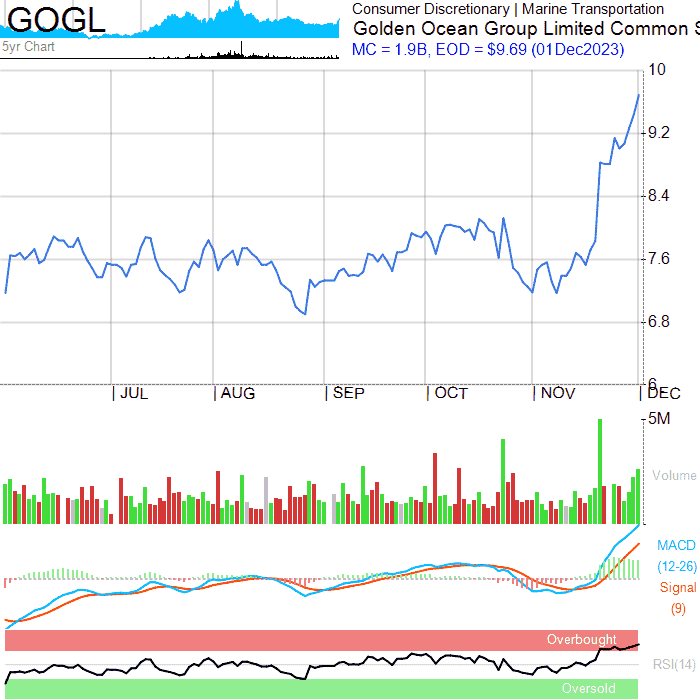 GOGL
5yr Chart
Consumer Discretionary | Marine Transportation
Golden Ocean Group Limited Common S
MC = 1.9B, EOD = $9.69 (01Dec2023)
10
9.2
8.4
7.6
6.8
6
JUL AUG SEP OCT NOV DEC
5M
Volume
MACD
(12-26)
Signal
(9)
Overbought
RSI(14)
Oversold